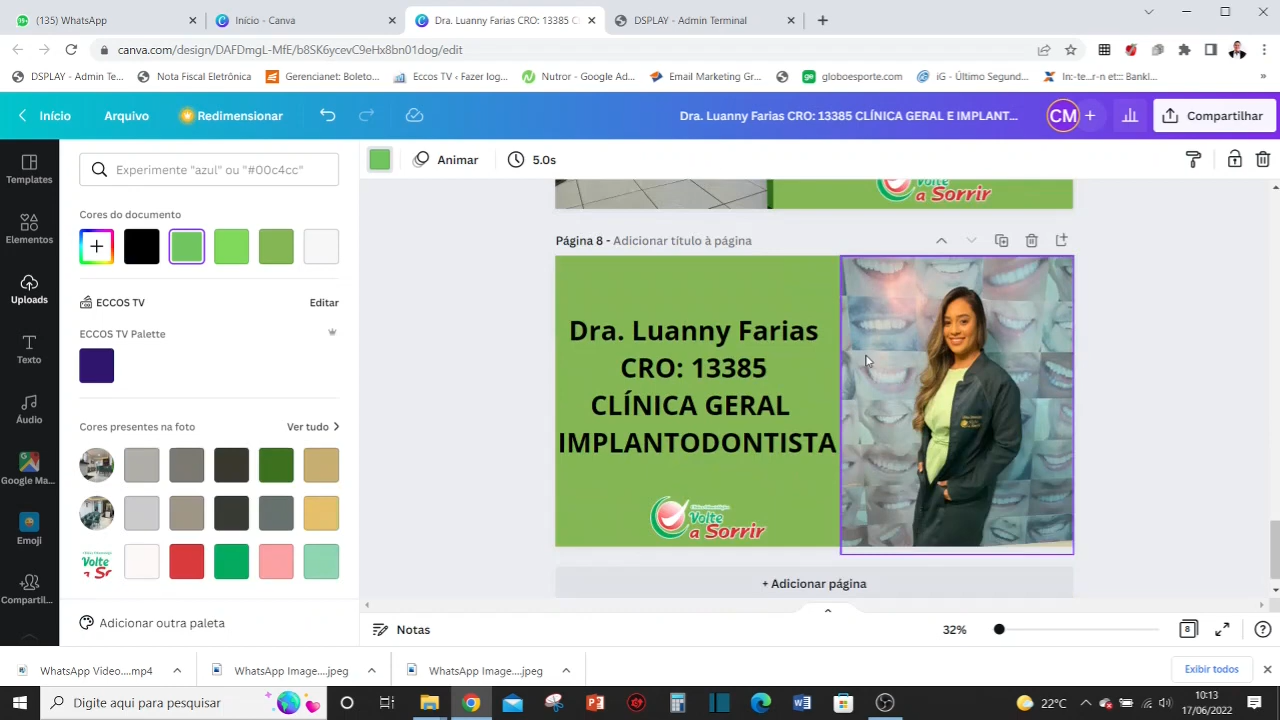 (135) WhatsApp
Início - Canva
Dra. Luanny Farias CRO: 13385 C
DSPLAY - Admin Terminal
canva.com/design/DAFDmgL-MfE/b8SK6ycevC9eHx8bn01dog/edit
DSPLAY - Admin Te...
Nota Fiscal Eletrônica
Gerencianet: Boleto...
Eccos TV ‹ Fazer log...
Nutror - Google Ad...
Email Marketing Gr...
globoesporte.com
iG - Último Segund...
Início
Arquivo
Redimensionar
Dra. Luanny Farias CRO: 13385 CLÍNICA GERAL E IMPLANT...
CM
Compartilhar
Templates
Elementos
Uploads
Texto
Áudio
Google Ma...
Emoji
Compartil...
Experimente "azul" ou "#00c4cc"
Cores do documento
ECCOS TV
Editar
ECCOS TV Palette
Cores presentes na foto
Ver tudo
Volte
a So
Adicionar outra paleta
Animar
5.0s
Volte
a Sorrir
Página 8 - Adicionar título à página
Dra. Luanny Farias
CRO: 13385
CLÍNICA GERAL
IMPLANTODONTISTA
Volte
a Sorrir
+ Adicionar página
Notas
32%
8
WhatsApp Video....mp4
WhatsApp Image....jpeg
WhatsApp Image....jpeg
Exibir todos
Digite aqui para pesquisar
22°C
10:13
17/06/2022